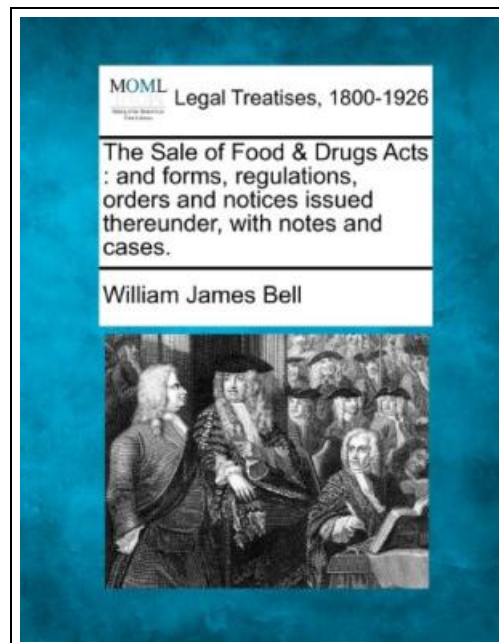 MOML
Legal Treatises, 1800-1926
The Sale of Food & Drugs Acts
: and forms, regulations,
orders and notices issued
thereunder, with notes and
cases.
William James Bell